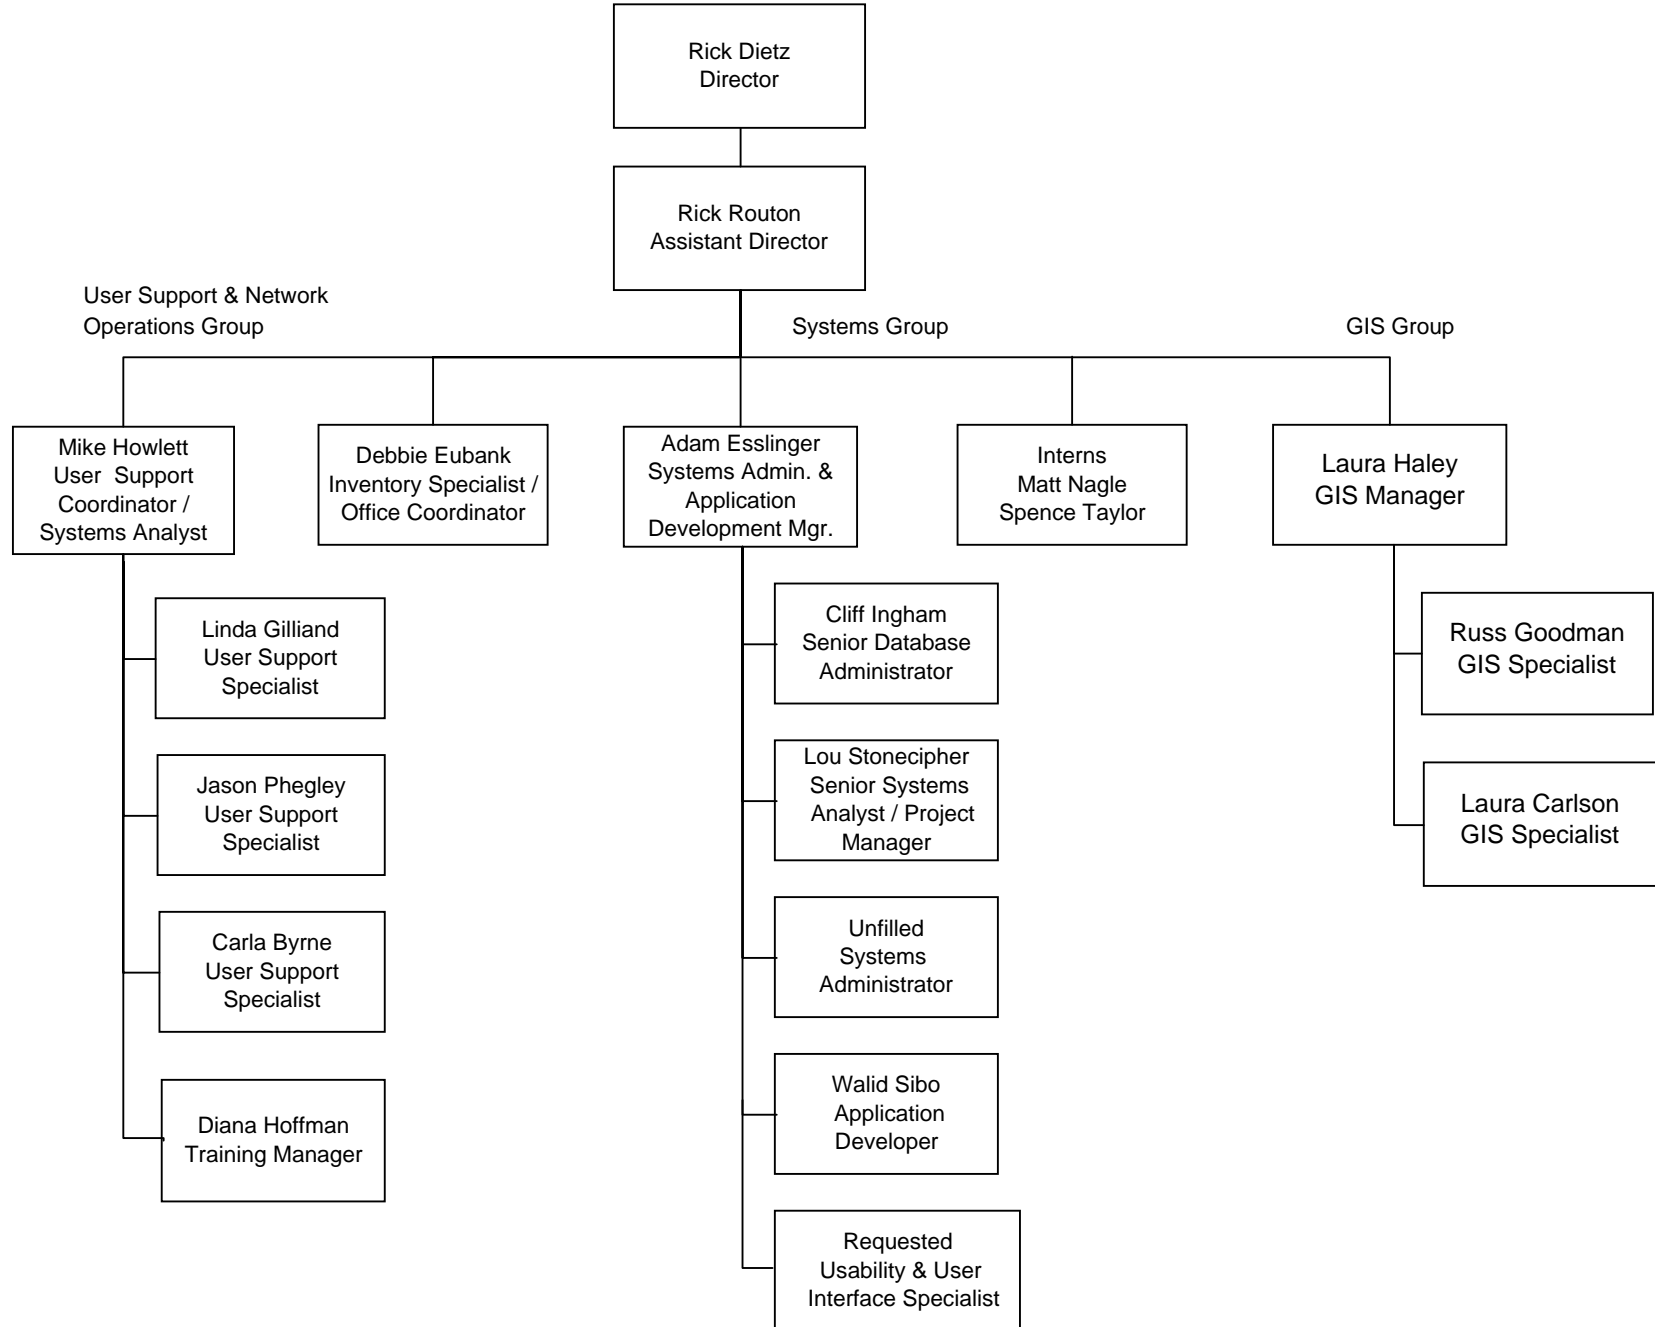 Rick Dietz
Director
Rick Routon
Assistant Director
User Support & Network
Operations Group
Systems Group
GIS Group
Mike Howlett
User Support
Coordinator /
Systems Analyst
Debbie Eubank
Inventory Specialist /
Office Coordinator
Adam Esslinger
Systems Admin. &
Application
Development Mgr.
Interns
Matt Nagle
Spence Taylor
Laura Haley
GIS Manager
Linda Gilliand
User Support
Specialist
Jason Phegley
User Support
Specialist
Carla Byrne
User Support
Specialist
Diana Hoffman
Training Manager
Cliff Ingham
Senior Database
Administrator
Lou Stonecipher
Senior Systems
Analyst / Project
Manager
Unfilled
Systems
Administrator
Walid Sibo
Application
Developer
Requested
Usability & User
Interface Specialist
Russ Goodman
GIS Specialist
Laura Carlson
GIS Specialist